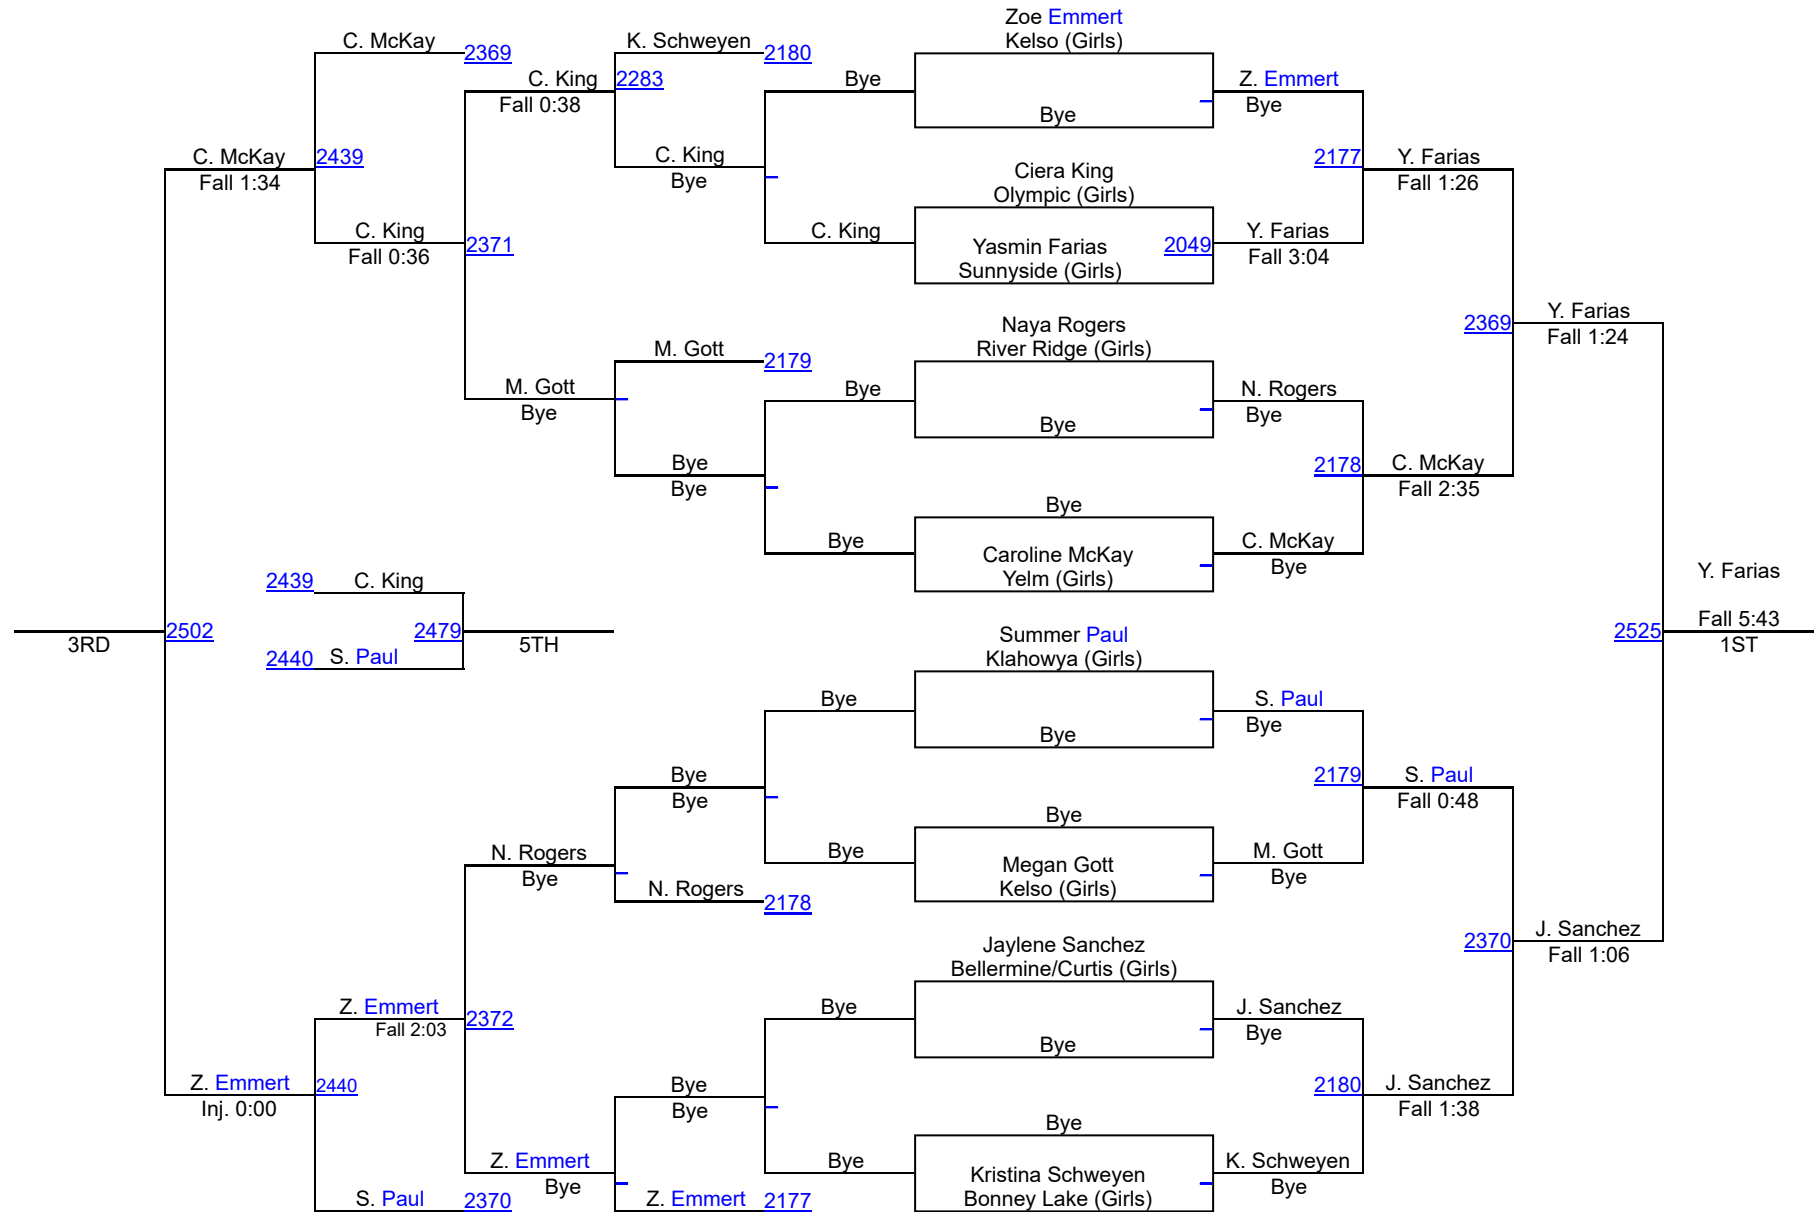 Zoe Emmert
C. McKay
K. Schweyen
Kelso (Girls)
2369
2180
C. King
2283
Bye
Z. Emmert
Fall 0:38
Bye
Bye
C. McKay
2439
C. King
2177
Y. Farias
Fall 1:34
Bye
Ciera King
Fall 1:26
Olympic (Girls)
C. King
2371
C. King
Yasmin Farias
2049
Y. Farias
Fall 0:36
Sunnyside (Girls)
Fall 3:04
Naya Rogers
2369
Y. Farias
M. Gott
2179
River Ridge (Girls)
Fall 1:24
M. Gott
Bye
N. Rogers
Bye
Bye
Bye
Bye
2178
C. McKay
Bye
Fall 2:35
Bye
Bye
Caroline McKay
C. McKay
Yelm (Girls)
Bye
2439
C. King
Y. Farias
3RD
2502
2479
5TH
Summer Paul
2525
Fall 5:43
2440
S. Paul
Klahowya (Girls)
1ST
Bye
S. Paul
Bye
Bye
Bye
2179
S. Paul
Bye
Fall 0:48
Bye
N. Rogers
Bye
Megan Gott
M. Gott
Bye
Kelso (Girls)
Bye
N. Rogers
2178
Jaylene Sanchez
2370
J. Sanchez
Bellermine/Curtis (Girls)
Fall 1:06
Z. Emmert
2372
Bye
J. Sanchez
Fall 2:03
Bye
Bye
Z. Emmert
2440
Bye
2180
J. Sanchez
Inj. 0:00
Bye
Fall 1:38
Bye
Z. Emmert
Bye
Kristina Schweyen
K. Schweyen
Bye
Bonney Lake (Girls)
Bye
S. Paul
2370
Z. Emmert
2177